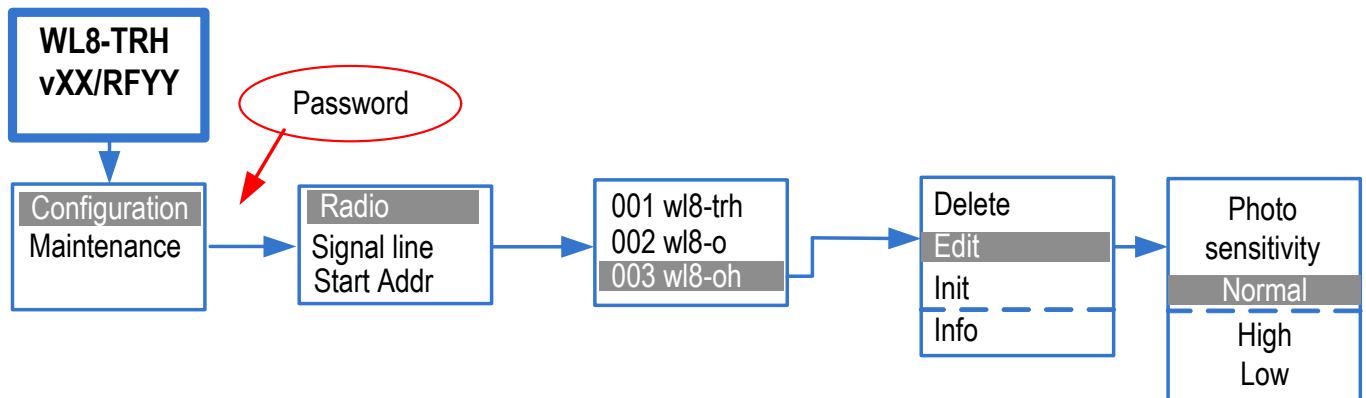 WL8-TRH
vXX/RFYY
Password
Configuration
Maintenance
Radio
Signal line
Start Addr
001 wl8-trh
002 wl8-o
003 wl8-oh
Delete
Edit
Init
Info
Photo
sensitivity
Normal
High
Low